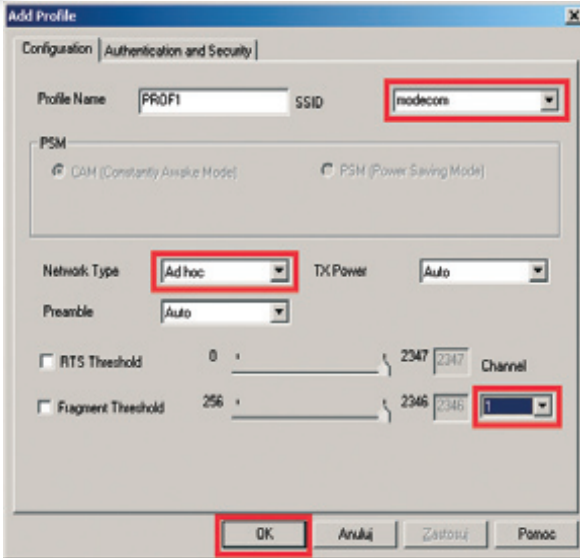 Add Profile
Configuration Authentication and Security
Profile Name PROF1 SSID modecom
PSM
CAM (Constantly Awake Mode) PSM (Power Saving Mode)
Network Type Ad hoc TX Power Auto
Preamble Auto
RTS Threshold 0 2347 2347 Channel
Fragment Threshold 256 2346 2346 1
OK Anuluj Zastosuj Pomoc